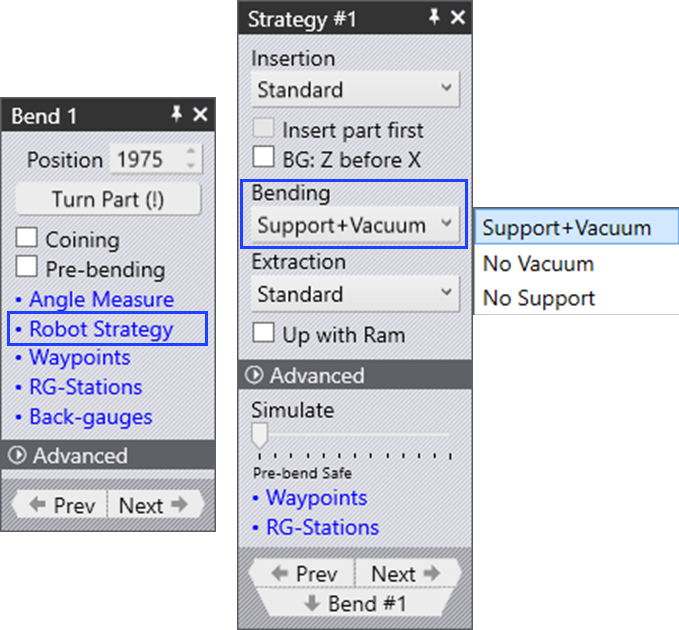 Bend 1
Position 1975
Turn Part (!)
Coining
Pre-bending
• Angle Measure
• Robot Strategy
• Waypoints
• RG-Stations
• Back-gauges
Advanced
Prev Next
Strategy #1
Insertion
Standard
Insert part first
BG: Z before X
Bending
Support+Vacuum
Extraction
Standard
Up with Ram
Advanced
Simulate
Pre-bend Safe
• Waypoints
• RG-Stations
Prev Next
Bend #1
Support+Vacuum
No Vacuum
No Support